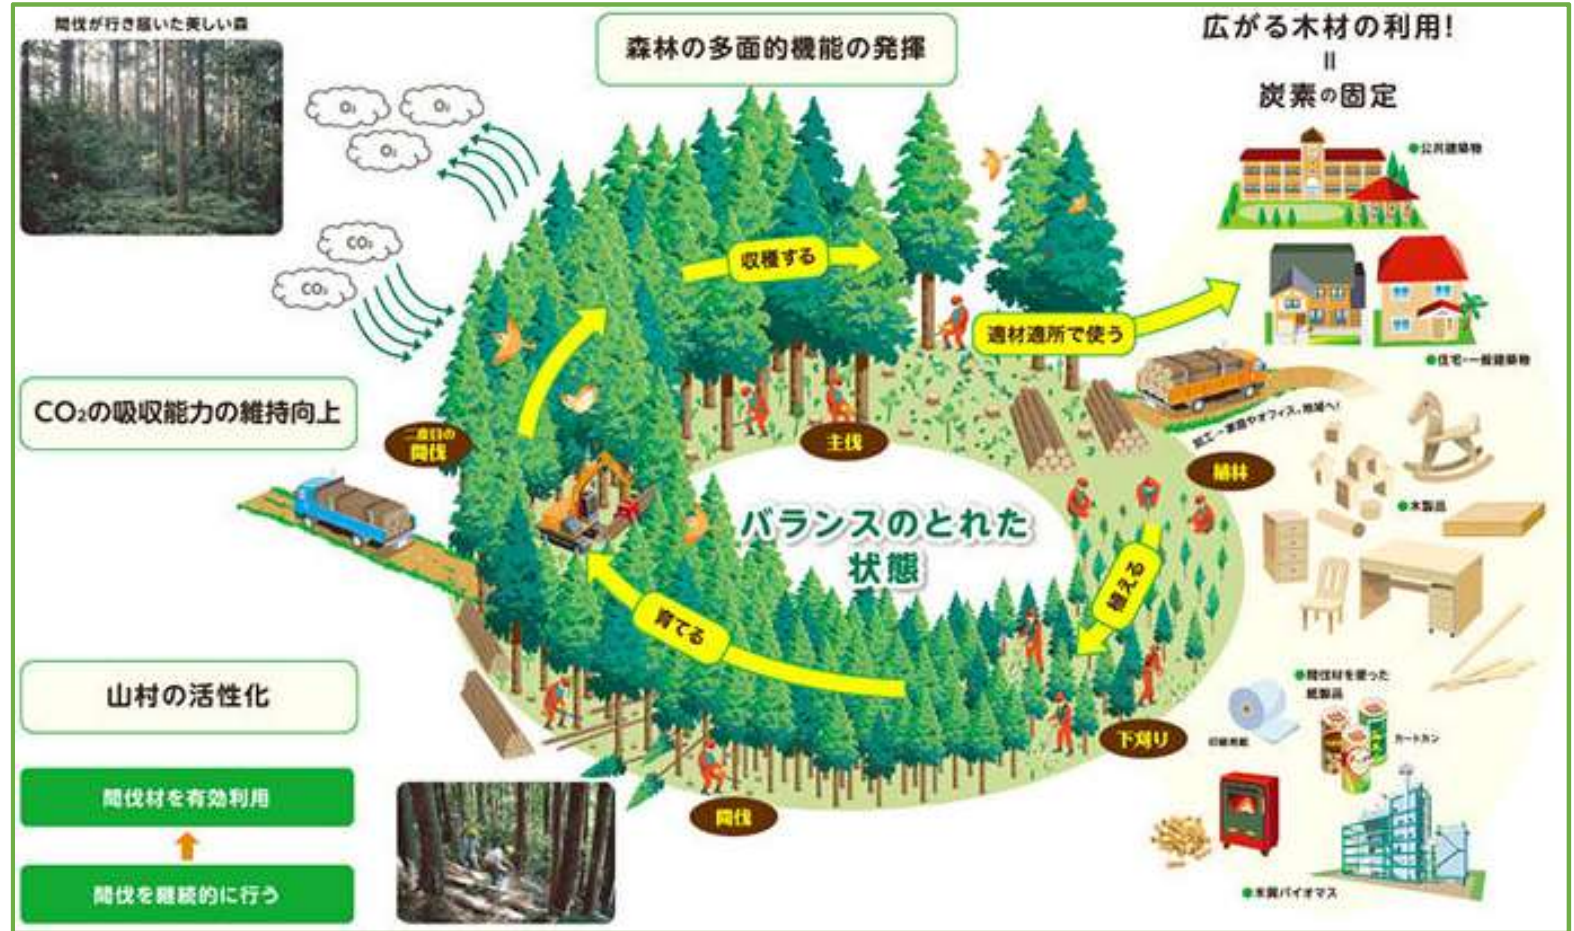 間伐が行き届いた美しい森
森林の多面的機能の発揮
広がる木材の利用!
=
炭素の固定
O₂
O₂
O₂
CO₂
CO₂
CO₂の吸収能力の維持向上
山村の活性化
間伐材を有効利用
間伐を継続的に行う
収穫する
適材適所で使う
二度目の
間伐
主伐
植林
バランスのとれた
状態
植える
育てる
下刈り
間伐
加工→家庭やオフィス、地域へ!
●公共建築物
●住宅・一般建築物
●木製品
●間伐材を使った
紙製品
印刷用紙
カートカン
●木質バイオマス